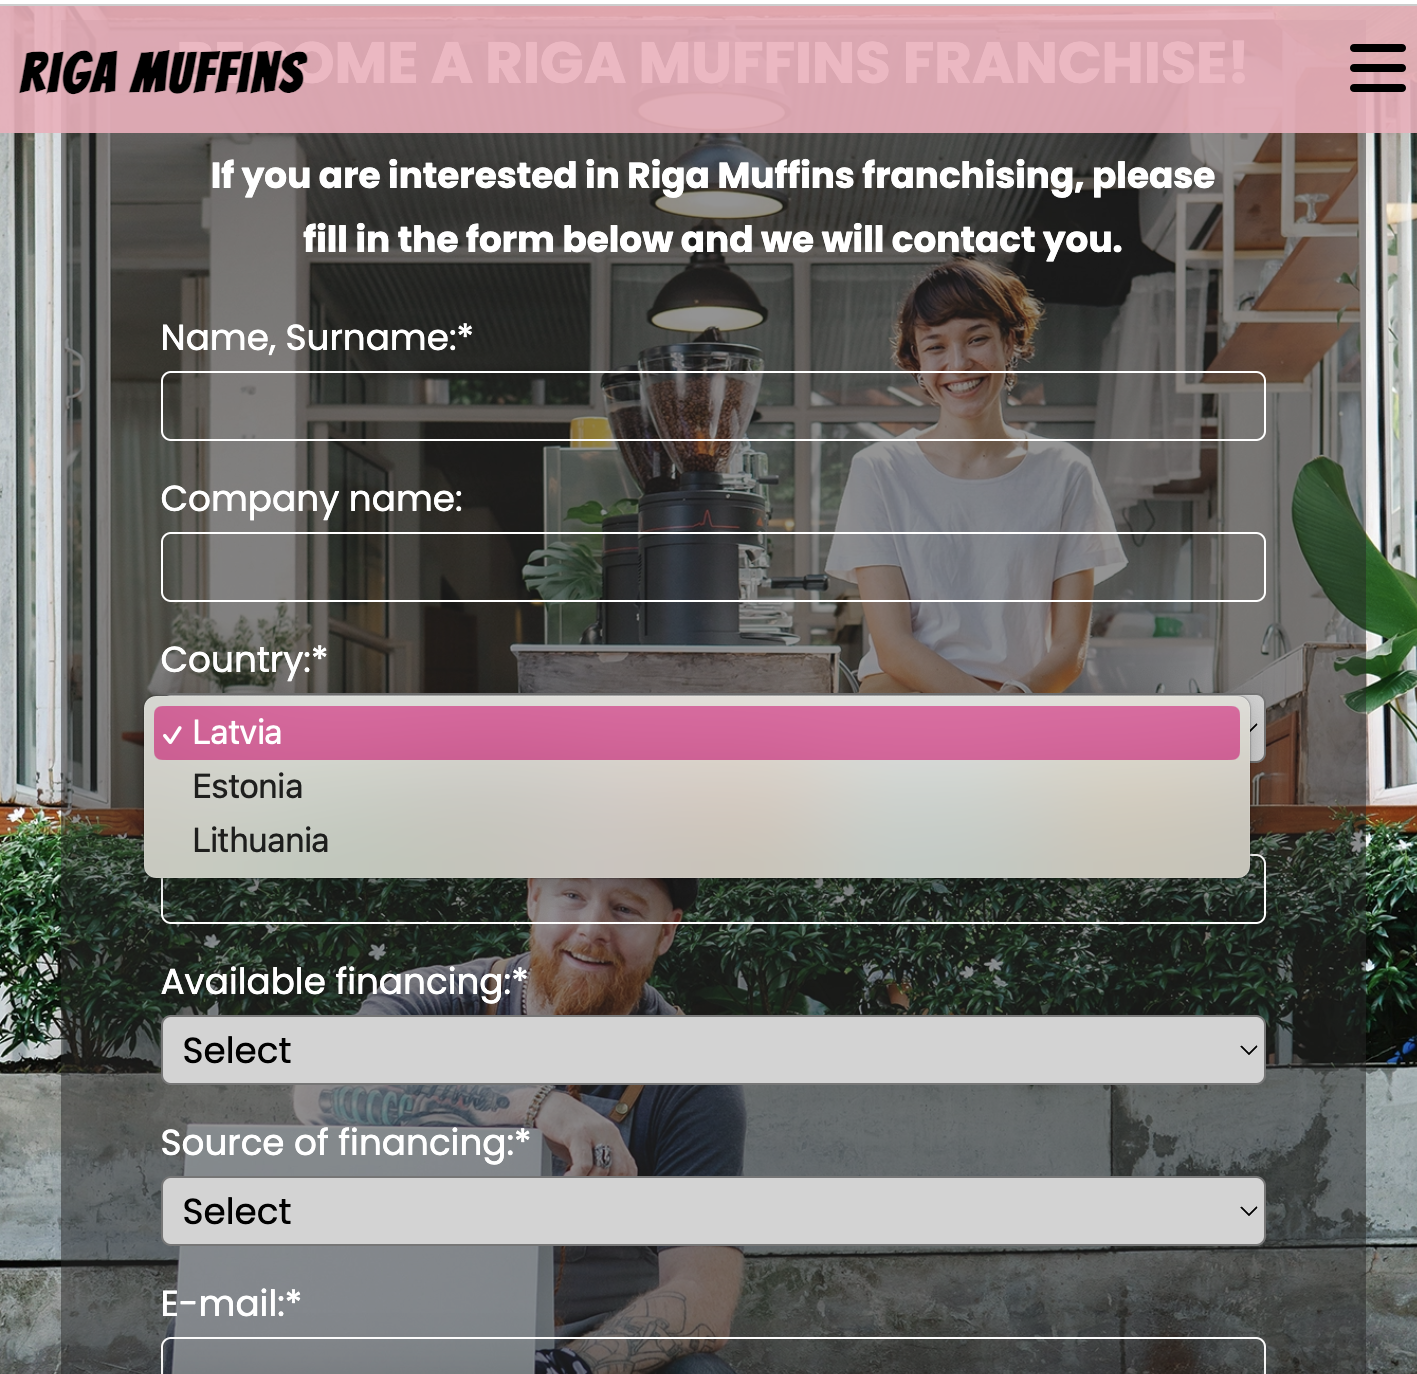 RIGA MUFFINS
BECOME A RIGA MUFFINS FRANCHISE!
If you are interested in Riga Muffins franchising, please
fill in the form below and we will contact you.
Name, Surname:*
Company name:
Country:*
✓ Latvia
Estonia
Lithuania
Available financing:*
Select
Source of financing:*
Select
E-mail:*